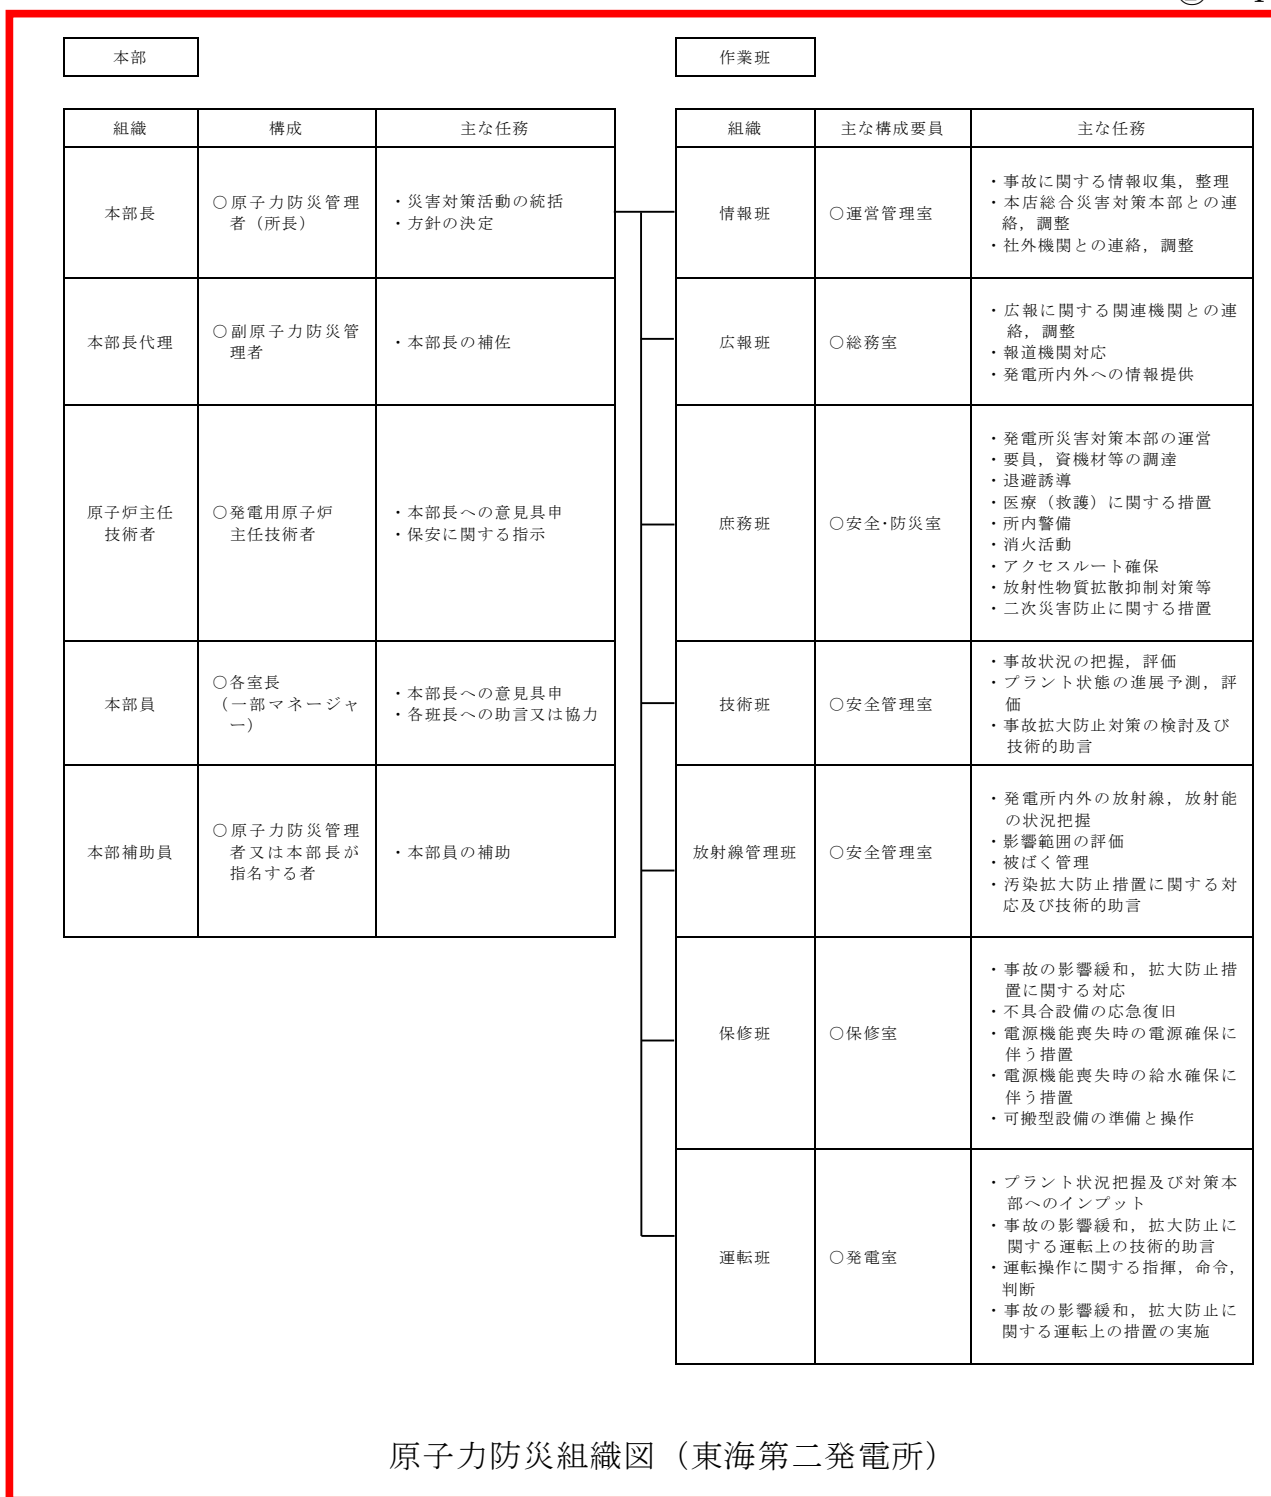 本部
組織 構成 主な任務
本部長
○原子力防災管理
者（所長）
・災害対策活動の統括
・方針の決定
本部長代理
○副原子力防災管
理者
・本部長の補佐
原子炉主任
技術者
○発電用原子炉
主任技術者
・本部長への意見具申
・保安に関する指示
本部員
○各室長
（一部マネージャ
ー）
・本部長への意見具申
・各班長への助言又は協力
本部補助員
○原子力防災管理
者又は本部長が
指名する者
・本部員の補助
作業班
組織 主な構成要員 主な任務
情報班
○運営管理室
・事故に関する情報収集，整理
・本店総合災害対策本部との連
絡，調整
・社外機関との連絡，調整
広報班
○総務室
・広報に関する関連機関との連
絡，調整
・報道機関対応
・発電所内外への情報提供
庶務班
○安全・防災室
・発電所災害対策本部の運営
・要員，資機材等の調達
・退避誘導
・医療（救護）に関する措置
・所内警備
・消火活動
・アクセスルート確保
・放射性物質拡散抑制対策等
・二次災害防止に関する措置
技術班
○安全管理室
・事故状況の把握，評価
・プラント状態の進展予測，評
価
・事故拡大防止対策の検討及び
技術的助言
放射線管理班
○安全管理室
・発電所内外の放射線，放射能
の状況把握
・影響範囲の評価
・被ばく管理
・汚染拡大防止措置に関する対
応及び技術的助言
保修班
○保修室
・事故の影響緩和，拡大防止措
置に関する対応
・不具合設備の応急復旧
・電源機能喪失時の電源確保に
伴う措置
・電源機能喪失時の給水確保に
伴う措置
・可搬型設備の準備と操作
運転班
○発電室
・プラント状況把握及び対策本
部へのインプット
・事故の影響緩和，拡大防止に
関する運転上の技術的助言
・運転操作に関する指揮，命令，
判断
・事故の影響緩和，拡大防止に
関する運転上の措置の実施
原子力防災組織図（東海第二発電所）